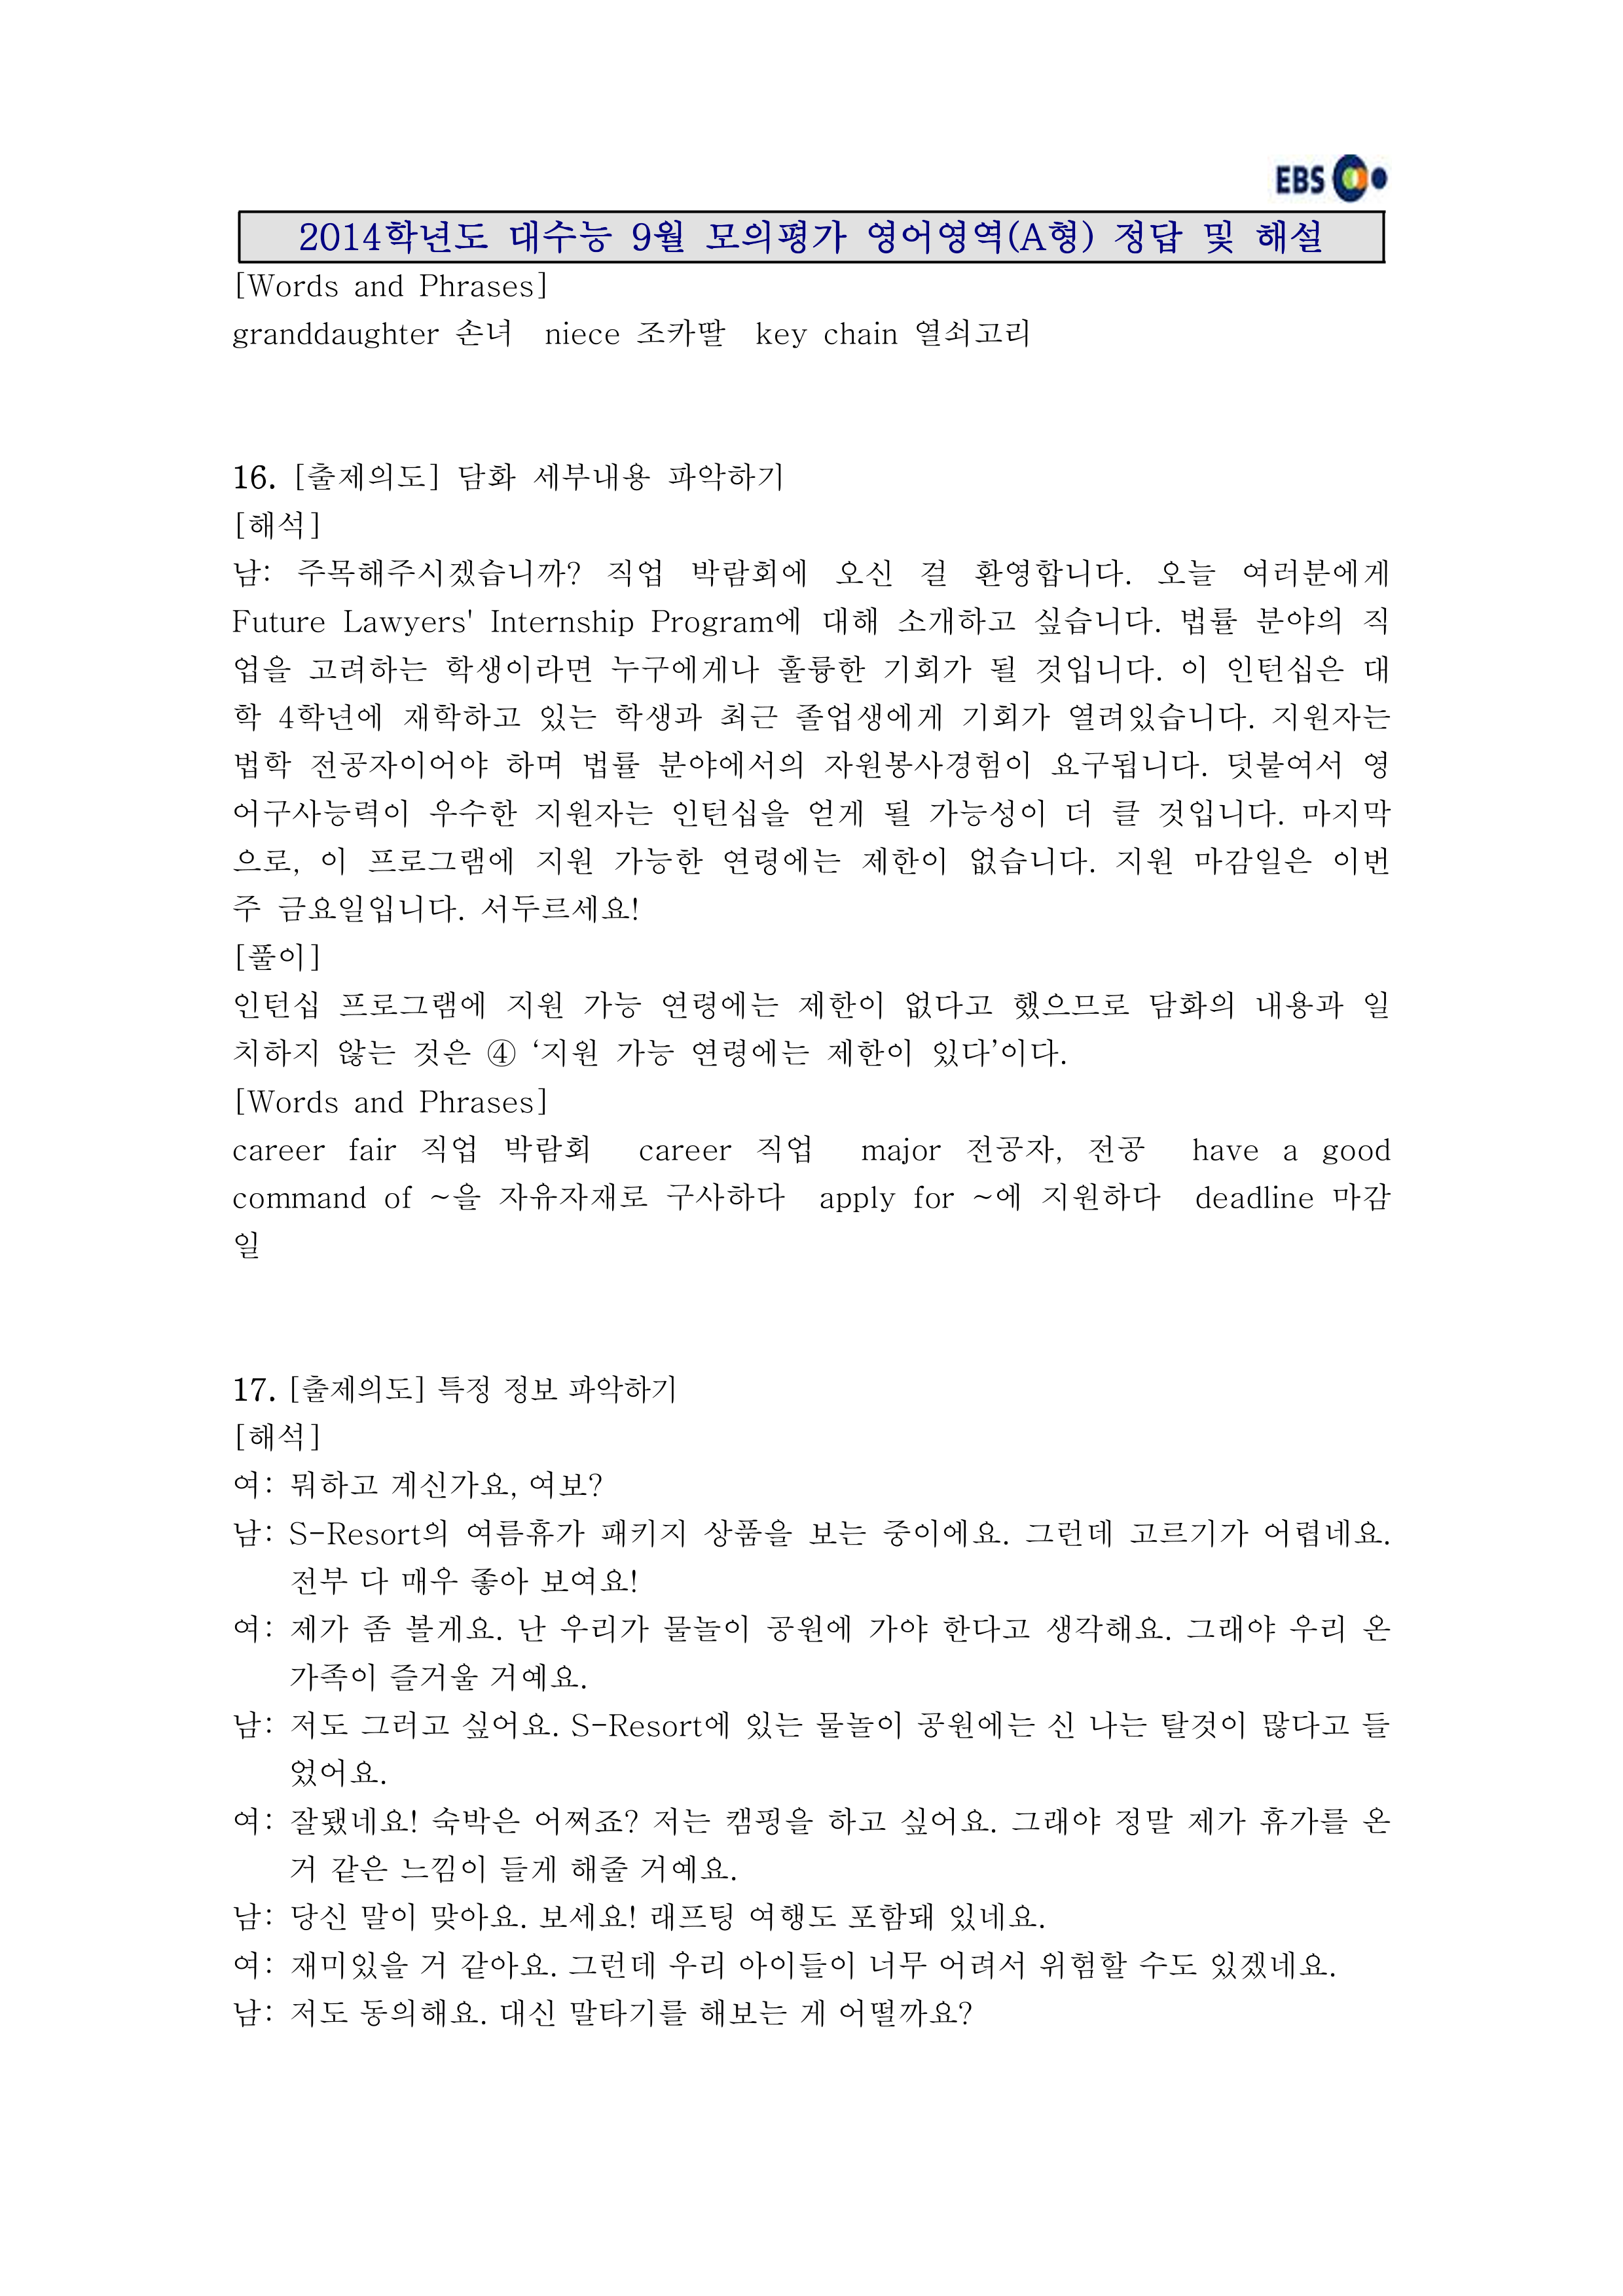 EBS
2014학년도 대수능 9월 모의평가 영어영역(A형) 정답 및 해설
[Words and Phrases]
granddaughter 손녀  niece 조카딸  key chain 열쇠고리
16. [출제의도] 담화 세부내용 파악하기
[해석]
남: 주목해주시겠습니까? 직업 박람회에 오신 걸 환영합니다. 오늘 여러분에게
Future Lawyers' Internship Program에 대해 소개하고 싶습니다. 법률 분야의 직
업을 고려하는 학생이라면 누구에게나 훌륭한 기회가 될 것입니다. 이 인턴십은 대
학 4학년에 재학하고 있는 학생과 최근 졸업생에게 기회가 열려있습니다. 지원자는
법학 전공자이어야 하며 법률 분야에서의 자원봉사경험이 요구됩니다. 덧붙여서 영
어구사능력이 우수한 지원자는 인턴십을 얻게 될 가능성이 더 클 것입니다. 마지막
으로, 이 프로그램에 지원 가능한 연령에는 제한이 없습니다. 지원 마감일은 이번
주 금요일입니다. 서두르세요!
[풀이]
인턴십 프로그램에 지원 가능 연령에는 제한이 없다고 했으므로 담화의 내용과 일
치하지 않는 것은 ④ ‘지원 가능 연령에는 제한이 있다’이다.
[Words and Phrases]
career fair 직업 박람회  career 직업  major 전공자, 전공  have a good
command of ~을 자유자재로 구사하다  apply for ~에 지원하다  deadline 마감
일
17. [출제의도] 특정 정보 파악하기
[해석]
여: 뭐하고 계신가요, 여보?
남: S-Resort의 여름휴가 패키지 상품을 보는 중이에요. 그런데 고르기가 어렵네요.
전부 다 매우 좋아 보여요!
여: 제가 좀 볼게요. 난 우리가 물놀이 공원에 가야 한다고 생각해요. 그래야 우리 온
가족이 즐거울 거예요.
남: 저도 그러고 싶어요. S-Resort에 있는 물놀이 공원에는 신 나는 탈것이 많다고 들
었어요.
여: 잘됐네요! 숙박은 어쩌죠? 저는 캠핑을 하고 싶어요. 그래야 정말 제가 휴가를 온
거 같은 느낌이 들게 해줄 거예요.
남: 당신 말이 맞아요. 보세요! 래프팅 여행도 포함돼 있네요.
여: 재미있을 거 같아요. 그런데 우리 아이들이 너무 어려서 위험할 수도 있겠네요.
남: 저도 동의해요. 대신 말타기를 해보는 게 어떨까요?